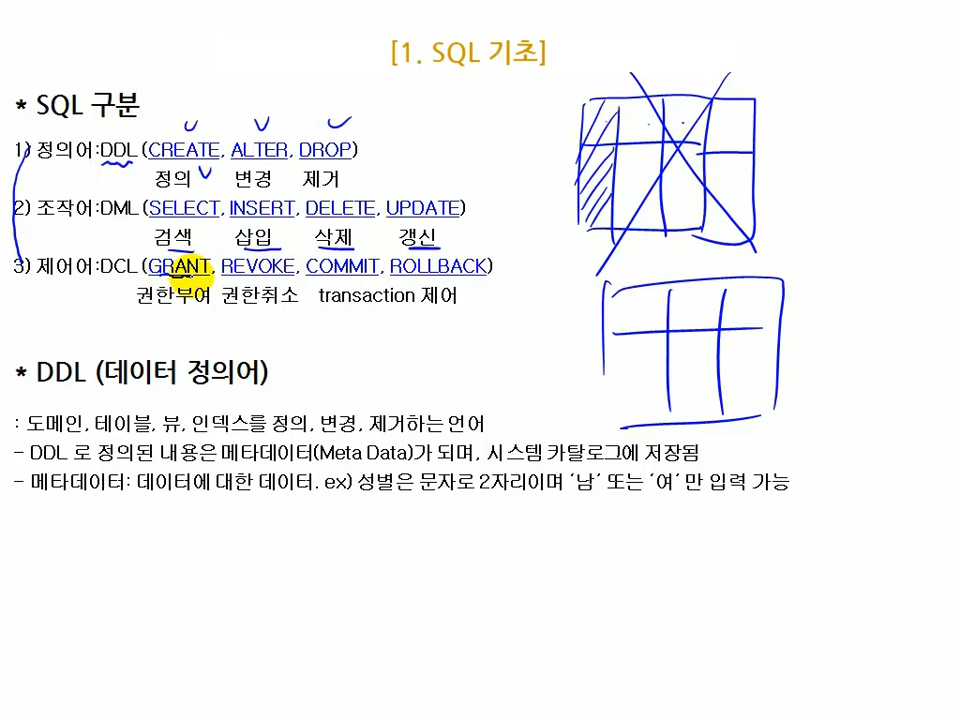 [1. SQL 기초]
* SQL 구분
1) 정의어:DDL (CREATE, ALTER, DROP)
정의 변경 제거
2) 조작어:DML (SELECT, INSERT, DELETE, UPDATE)
검색 삽입 삭제 갱신
3) 제어어:DCL (GRANT, REVOKE, COMMIT, ROLLBACK)
권한부여 권한취소 transaction 제어
* DDL (데이터 정의어)
: 도메인, 테이블, 뷰, 인덱스를 정의, 변경, 제거하는 언어
- DDL 로 정의된 내용은 메타데이터(Meta Data)가 되며, 시스템 카탈로그에 저장됨
- 메타데이터: 데이터에 대한 데이터. ex) 성별은 문자로 2자리이며 ‘남’ 또는 ‘여’ 만 입력 가능